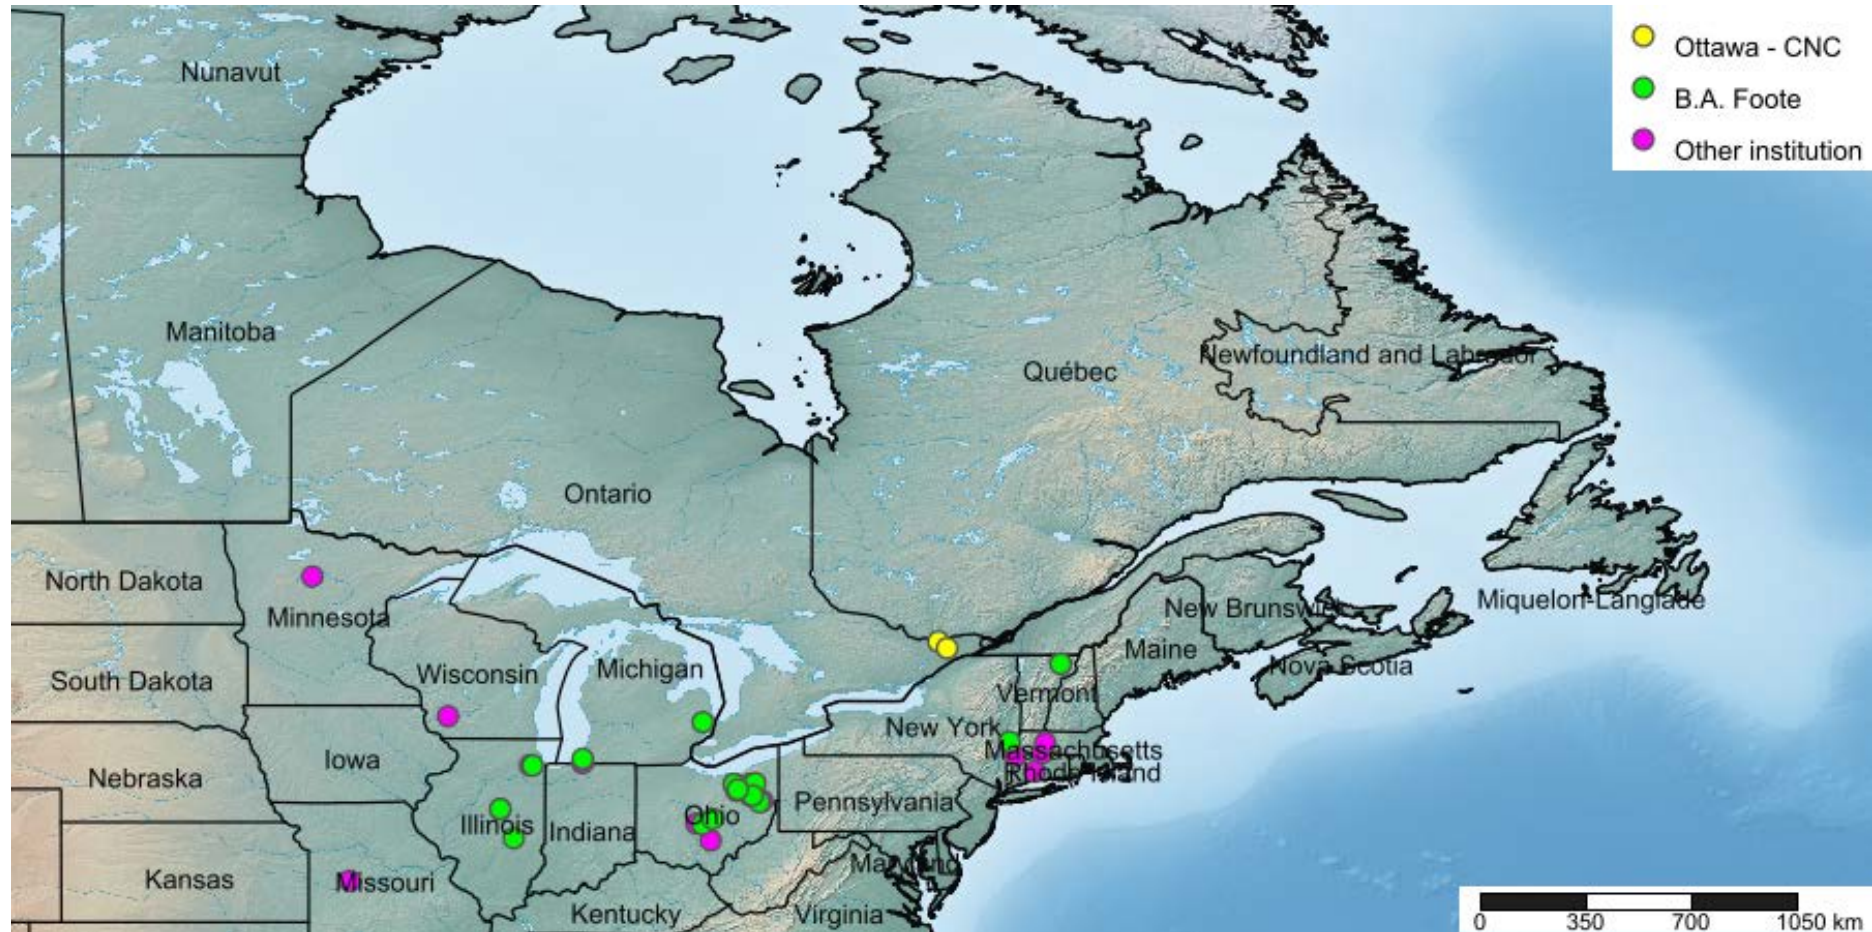 Ottawa - CNC
B.A. Foote
Other institution
Nunavut
Manitoba
Québec
Newfoundland and Labrador
Ontario
North Dakota
Minnesota
Miquelon-Langlade
New Brunswick
Maine
Nova Scotia
South Dakota
Wisconsin
Michigan
Vermont
New York
Massachusetts
Rhode Island
Iowa
Nebraska
Pennsylvania
Ohio
Illinois
Indiana
Maryland
Kansas
Missouri
Kentucky
Virginia
0 350 700 1050 km